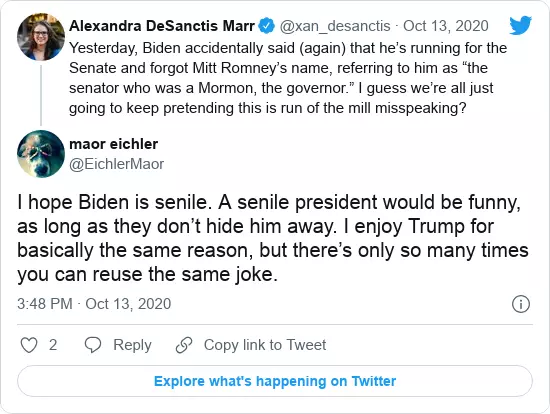 Alexandra DeSanctis Marr @xan_desanctis · Oct 13, 2020
Yesterday, Biden accidentally said (again) that he’s running for the
Senate and forgot Mitt Romney’s name, referring to him as “the
senator who was a Mormon, the governor.” I guess we’re all just
going to keep pretending this is run of the mill misspeaking?
maor eichler
@EichlerMaor
I hope Biden is senile. A senile president would be funny,
as long as they don’t hide him away. I enjoy Trump for
basically the same reason, but there’s only so many times
you can reuse the same joke.
3:48 PM · Oct 13, 2020
2 Reply Copy link to Tweet
Explore what's happening on Twitter